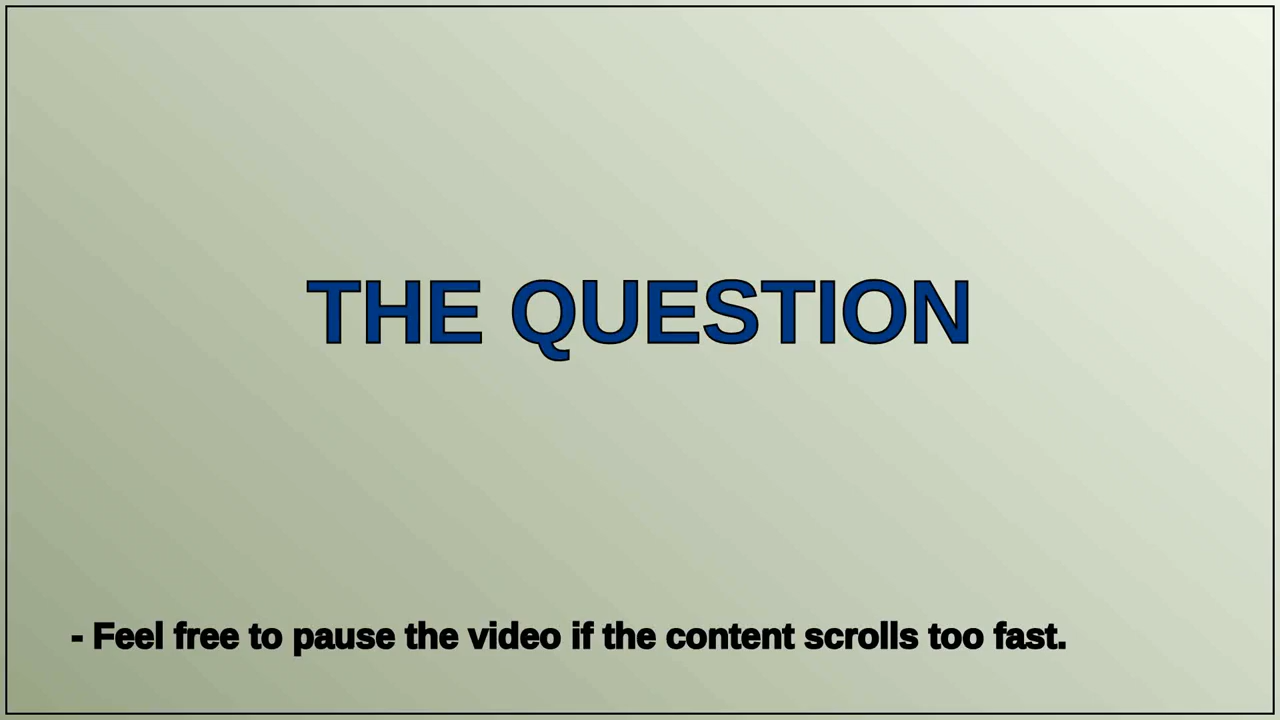 THE QUESTION
- Feel free to pause the video if the content scrolls too fast.